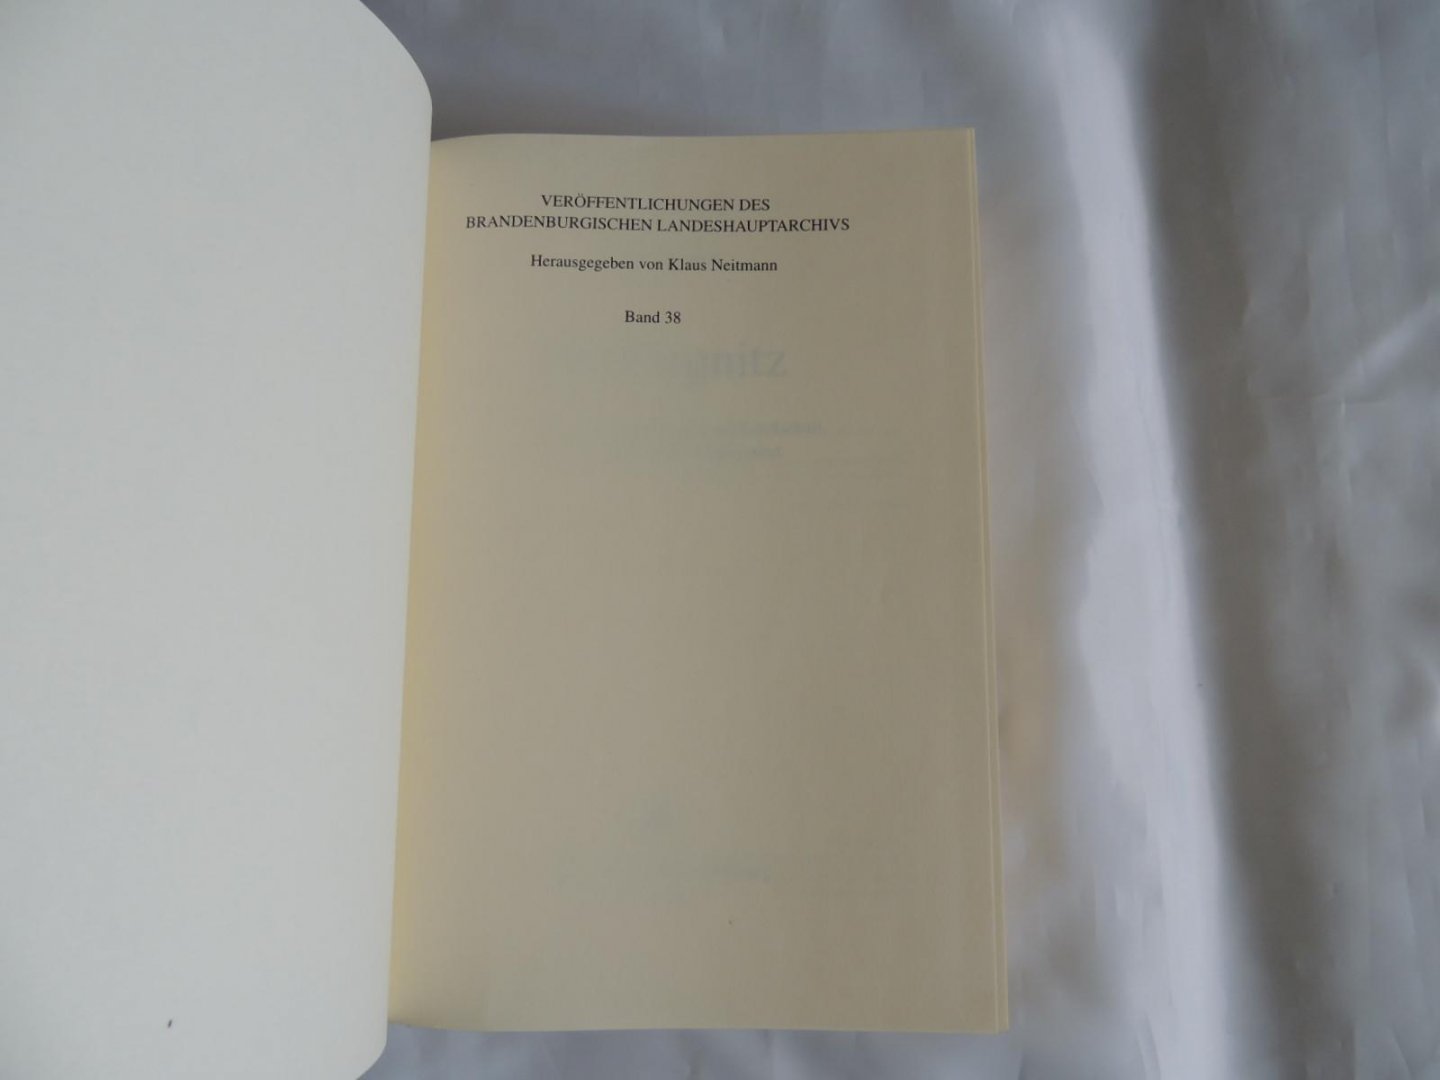 VERÖFFENTLICHUNGEN DES
BRANDENBURGISCHEN LANDESHAUPTARCHIVS
Herausgegeben von Klaus Neitmann
Band 38